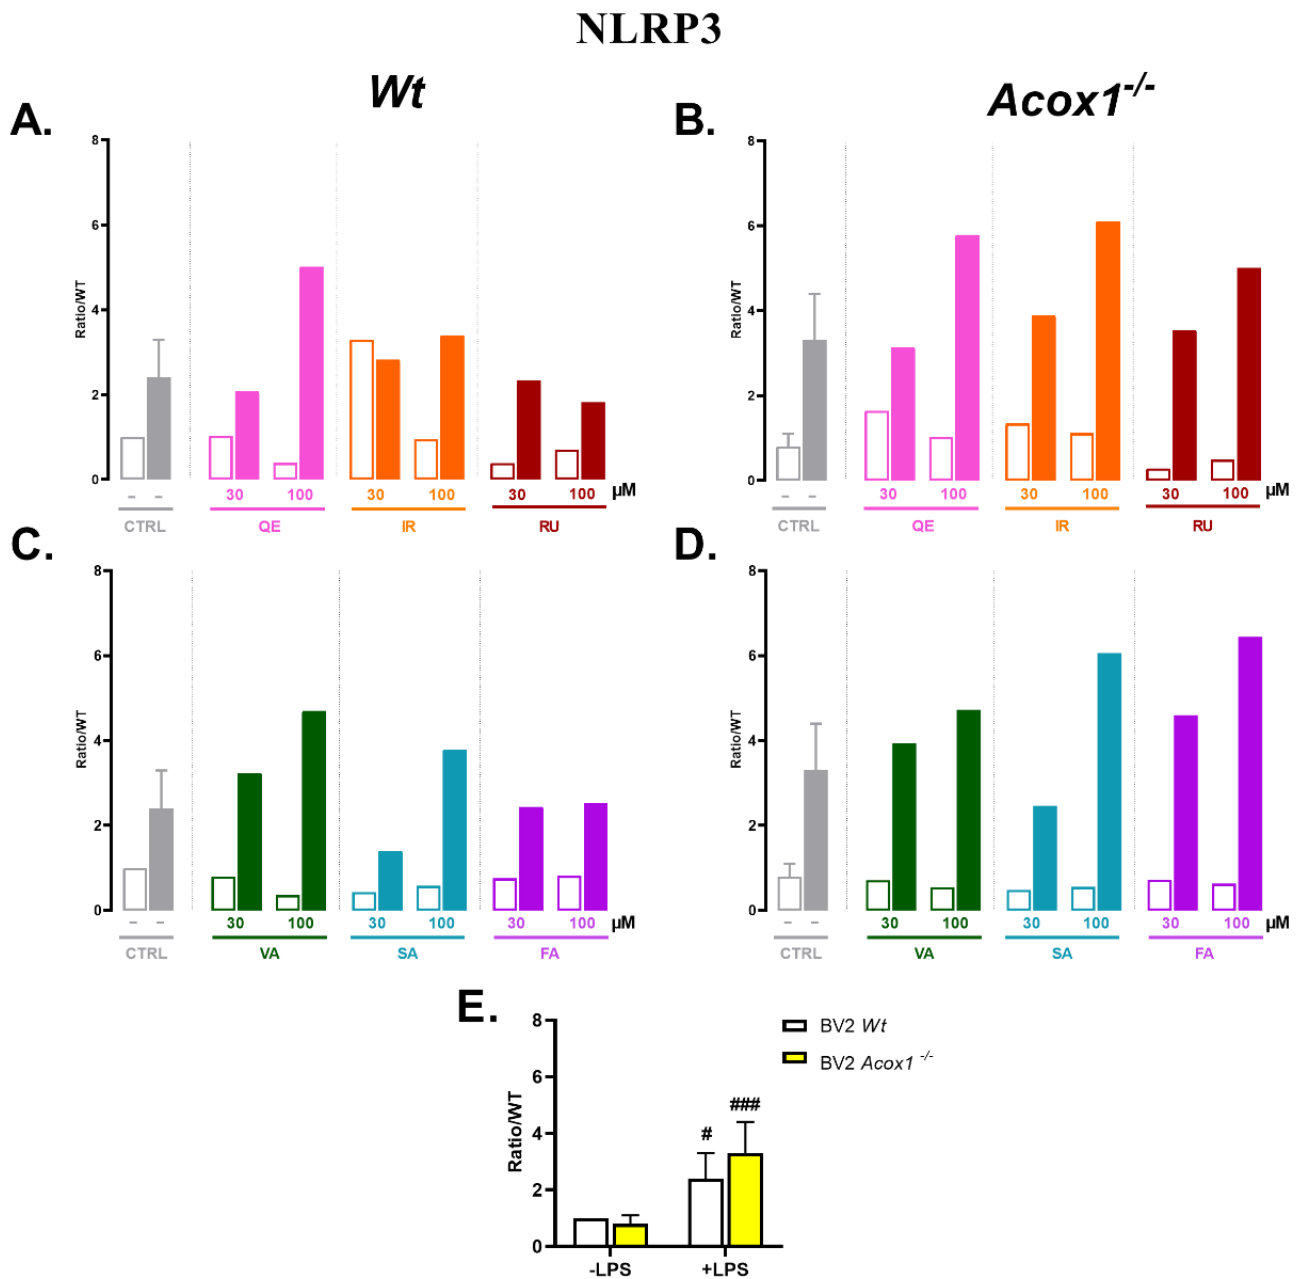 NLRP3
Wt
Acox1-/-
A.
8
6
4
2
0
Ratio/WT
– –
30 100
30 100
30 100 µM
CTRL QE IR RU
B.
8
6
4
2
0
Ratio/WT
– –
30 100
30 100
30 100 µM
CTRL QE IR RU
C.
8
6
4
2
0
Ratio/WT
– –
30 100
30 100
30 100 µM
CTRL VA SA FA
D.
8
6
4
2
0
Ratio/WT
– –
30 100
30 100
30 100 µM
CTRL VA SA FA
E.
8
6
4
2
0
Ratio/WT
#
###
-LPS +LPS
BV2 Wt
BV2 Acox1 -/-